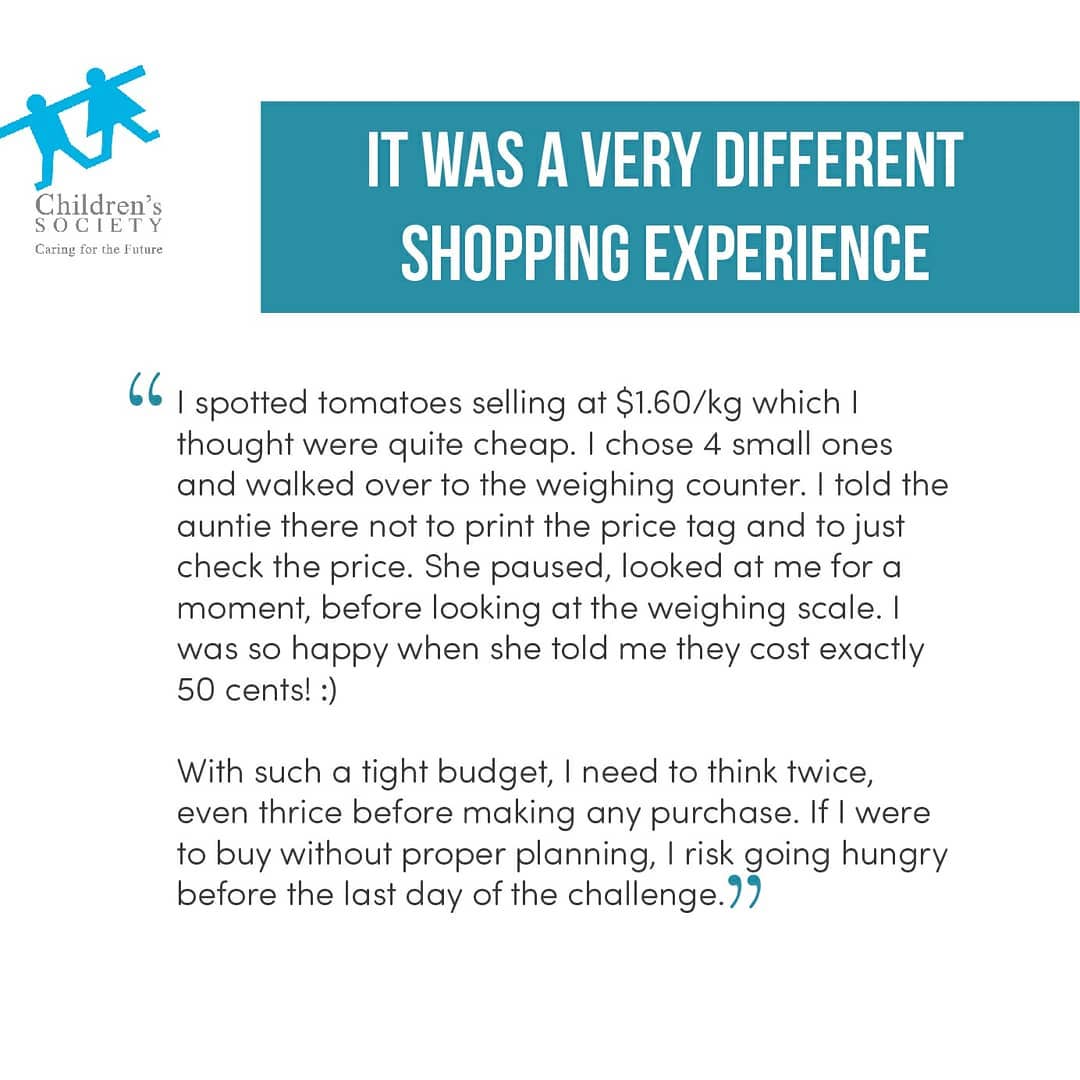 Children's
SOCIETY
Caring for the Future
IT WAS A VERY DIFFERENT
SHOPPING EXPERIENCE
“ I spotted tomatoes selling at $1.60/kg which I
thought were quite cheap. I chose 4 small ones
and walked over to the weighing counter. I told the
auntie there not to print the price tag and to just
check the price. She paused, looked at me for a
moment, before looking at the weighing scale. I
was so happy when she told me they cost exactly
50 cents! :)
With such a tight budget, I need to think twice,
even thrice before making any purchase. If I were
to buy without proper planning, I risk going hungry
before the last day of the challenge.”